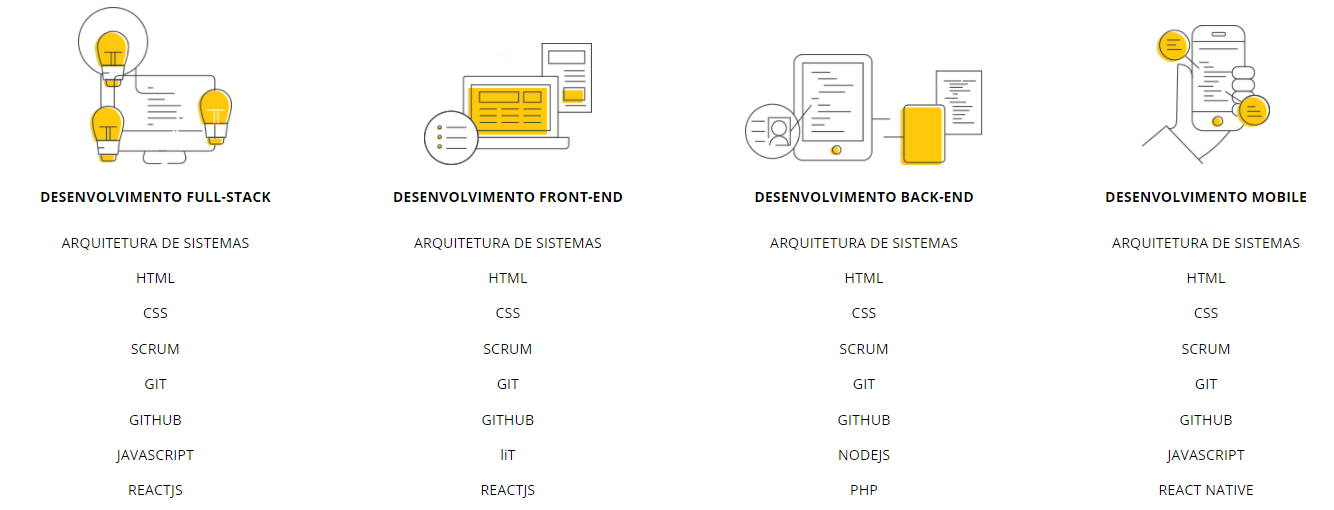 DESENVOLVIMENTO FULL-STACK
ARQUITETURA DE SISTEMAS
HTML
CSS
SCRUM
GIT
GITHUB
JAVASCRIPT
REACTJS
DESENVOLVIMENTO FRONT-END
ARQUITETURA DE SISTEMAS
HTML
CSS
SCRUM
GIT
GITHUB
liT
REACTJS
DESENVOLVIMENTO BACK-END
ARQUITETURA DE SISTEMAS
HTML
CSS
SCRUM
GIT
GITHUB
NODEJS
PHP
DESENVOLVIMENTO MOBILE
ARQUITETURA DE SISTEMAS
HTML
CSS
SCRUM
GIT
GITHUB
JAVASCRIPT
REACT NATIVE